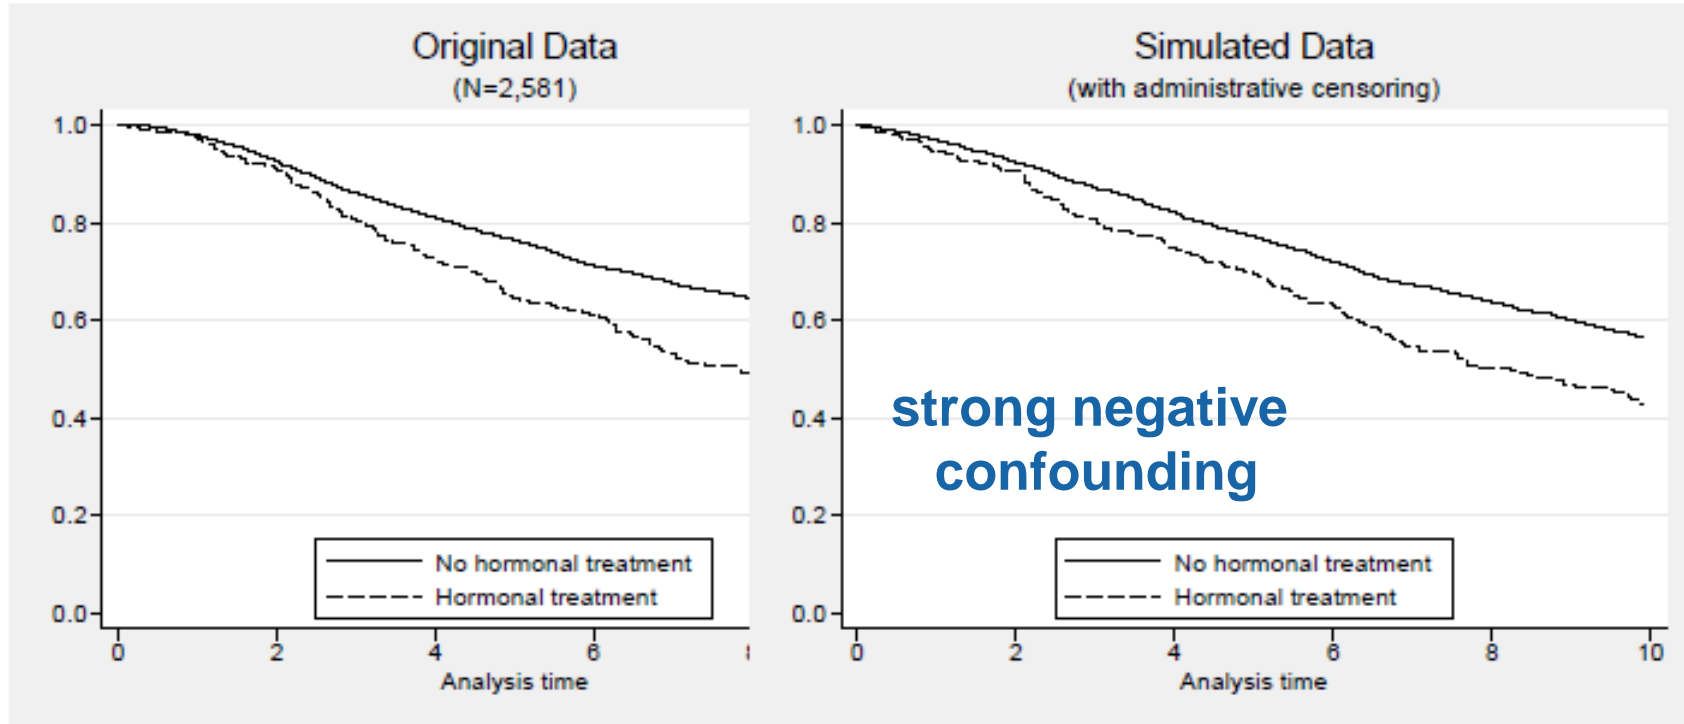 Original Data
(N=2,581)
1.0
0.8
0.6
0.4
0.2
0.0
No hormonal treatment
Hormonal treatment
0 2 4 6
Analysis time
Simulated Data
(with administrative censoring)
1.0
0.8
0.6
0.4
0.2
0.0
strong negative
confounding
No hormonal treatment
Hormonal treatment
0 2 4 6 8 10
Analysis time